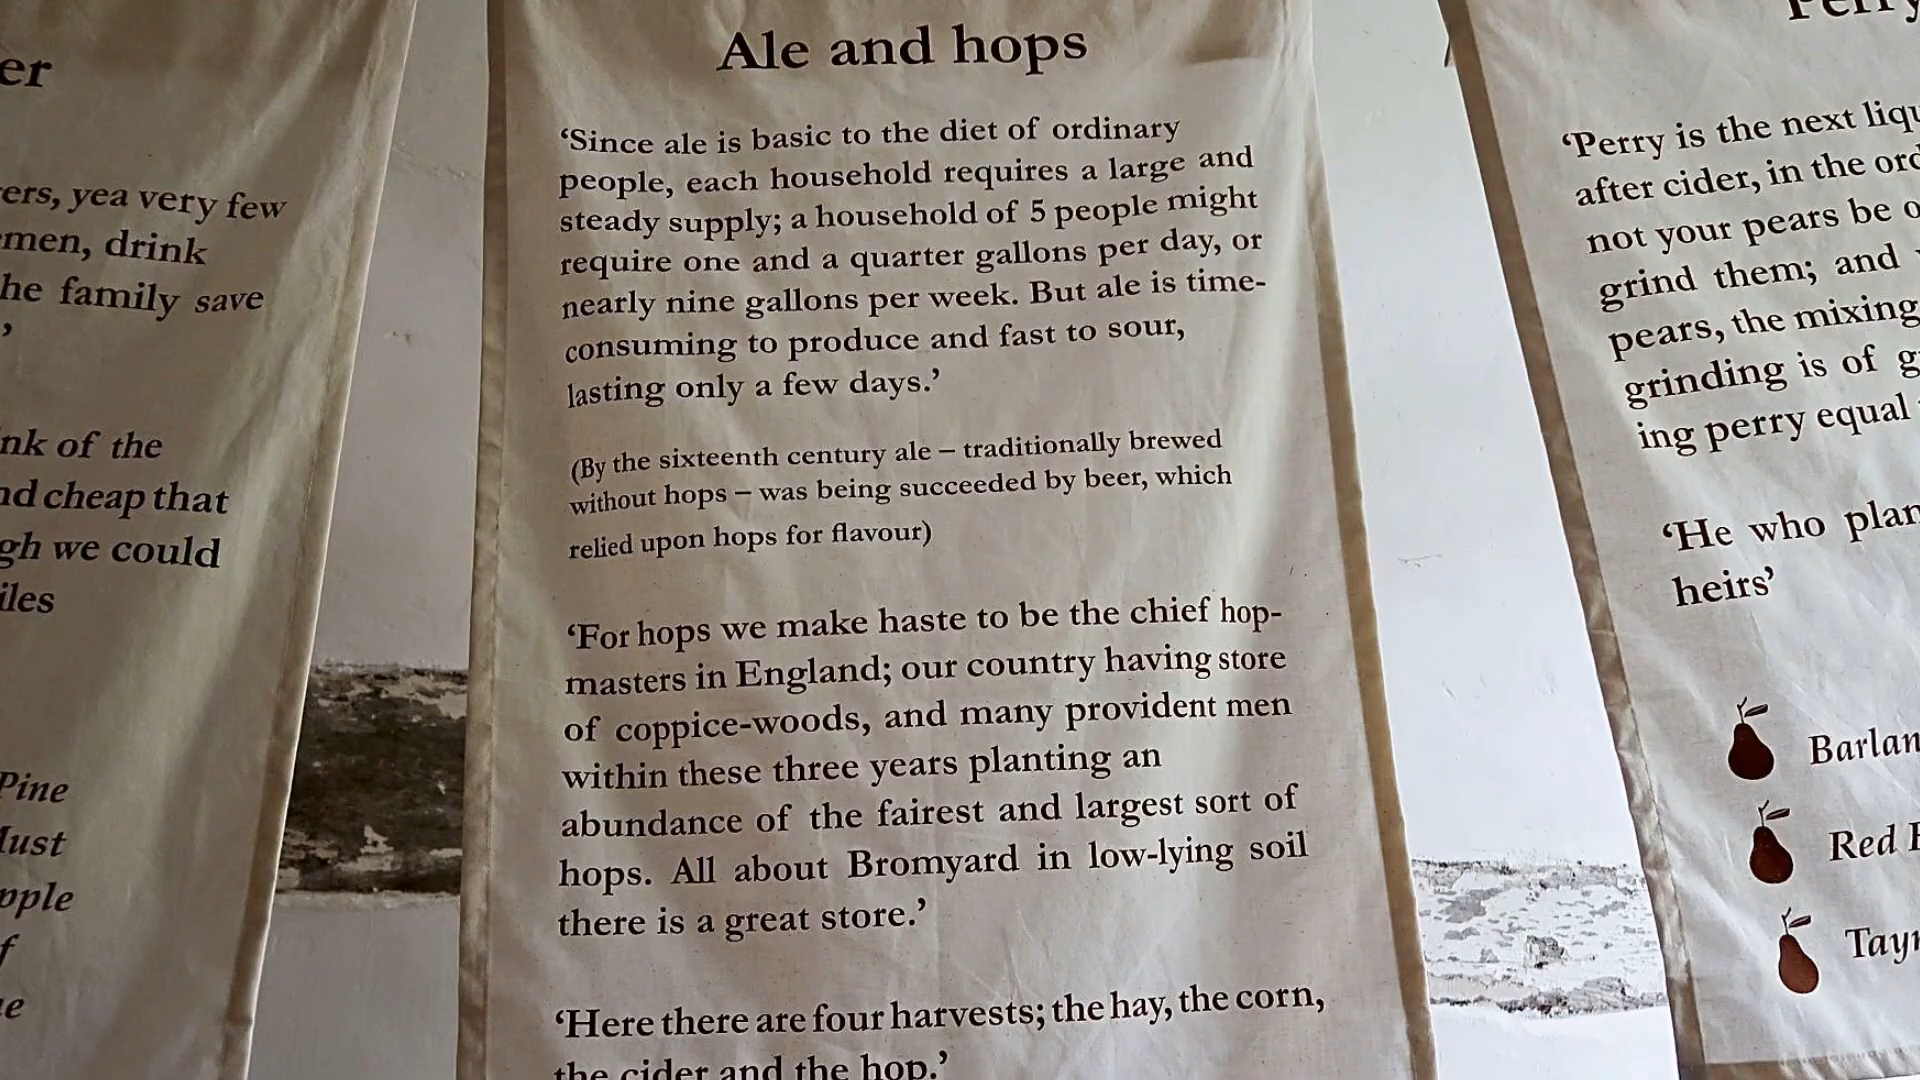 er
ers, yea very few
men, drink
he family save
’
nk of the
nd cheap that
gh we could
iles
Pine
ust
pple
f
e
Ale and hops
‘Since ale is basic to the diet of ordinary
people, each household requires a large and
steady supply; a household of 5 people might
require one and a quarter gallons per day, or
nearly nine gallons per week. But ale is time-
consuming to produce and fast to sour,
lasting only a few days.’
(By the sixteenth century ale – traditionally brewed
without hops – was being succeeded by beer, which
relied upon hops for flavour)
‘For hops we make haste to be the chief hop-
masters in England; our country having store
of coppice-woods, and many provident men
within these three years planting an
abundance of the fairest and largest sort of
hops. All about Bromyard in low-lying soil
there is a great store.’
‘Here there are four harvests; the hay, the corn,
the cider and the hop.’
Perry
‘Perry is the next liqu
after cider, in the ord
not your pears be o
grind them; and
pears, the mixing
grinding is of g
ing perry equal
‘He who plan
heirs’
Barlan
Red
Tayn